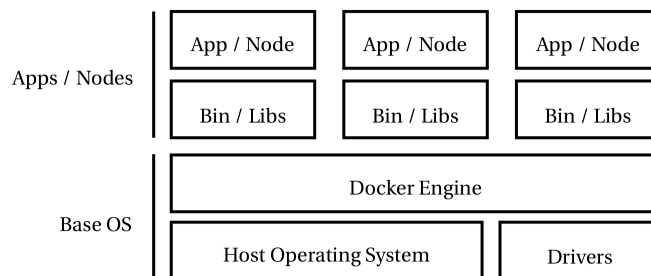 App / Node App / Node App / Node
Apps / Nodes
Bin / Libs Bin / Libs Bin / Libs
Docker Engine
Base OS
Host Operating System Drivers